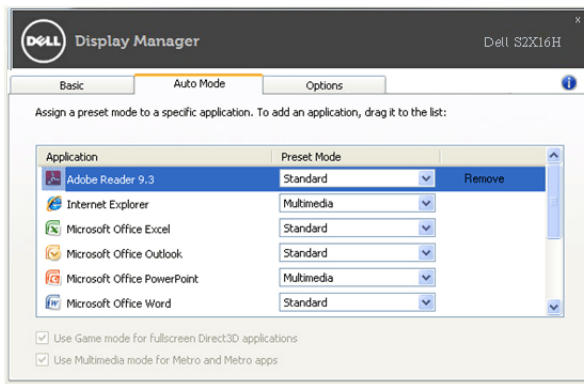 x
DELL Display Manager Dell S2X16H
Basic Auto Mode Options i
Assign a preset mode to a specific application. To add an application, drag it to the list:
Application Preset Mode
Adobe Reader 9.3 Standard Remove
Internet Explorer Multimedia
Microsoft Office Excel Standard
Microsoft Office Outlook Standard
Microsoft Office PowerPoint Multimedia
Microsoft Office Word Standard
Use Game mode for fullscreen Direct3D applications
Use Multimedia mode for Metro and Metro apps